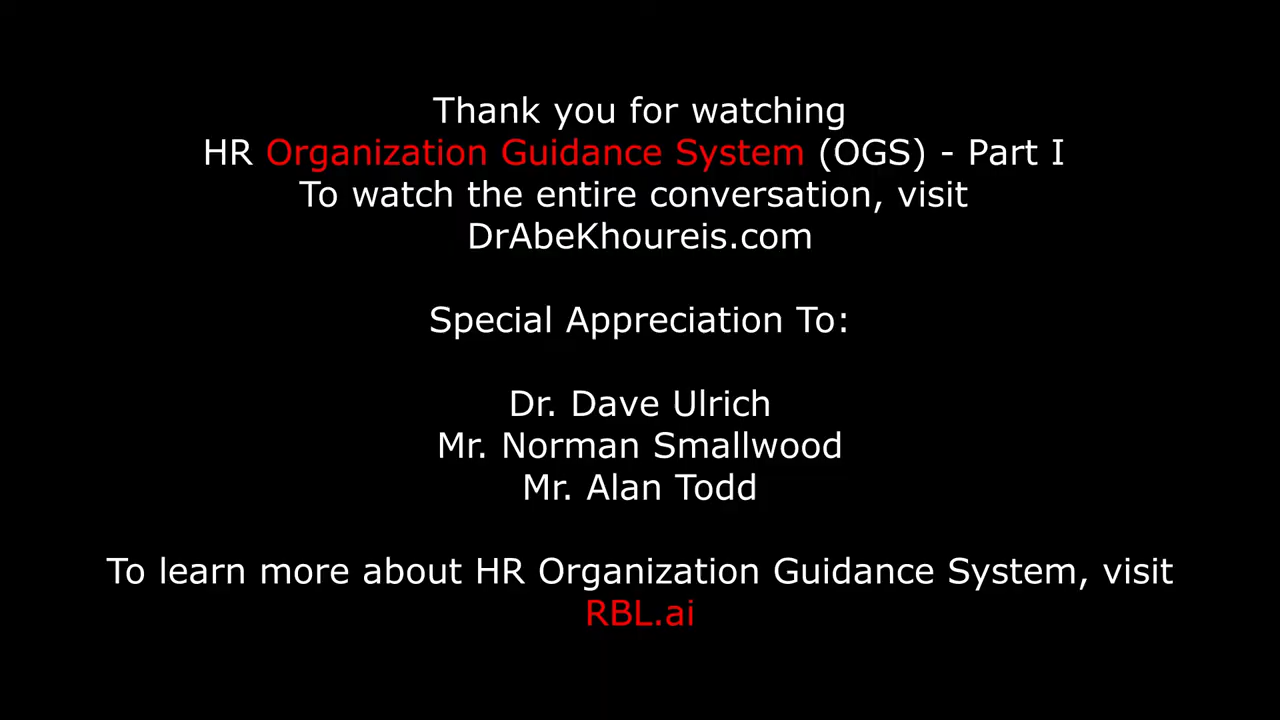 Thank you for watching
HR Organization Guidance System (OGS) - Part I
To watch the entire conversation, visit
DrAbeKhoureis.com
Special Appreciation To:
Dr. Dave Ulrich
Mr. Norman Smallwood
Mr. Alan Todd
To learn more about HR Organization Guidance System, visit
RBL.ai